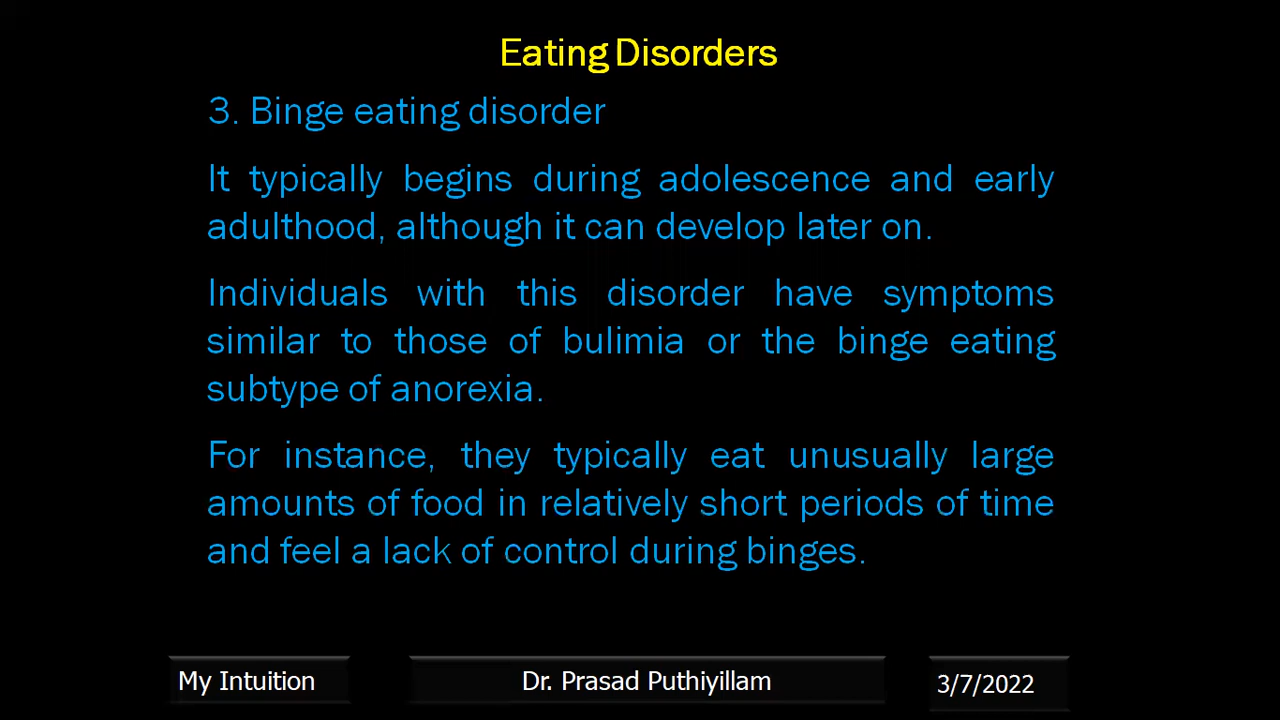 Eating Disorders
3. Binge eating disorder
It typically begins during adolescence and early
adulthood, although it can develop later on.
Individuals with this disorder have symptoms
similar to those of bulimia or the binge eating
subtype of anorexia.
For instance, they typically eat unusually large
amounts of food in relatively short periods of time
and feel a lack of control during binges.
My Intuition
Dr. Prasad Puthiyillam
3/7/2022